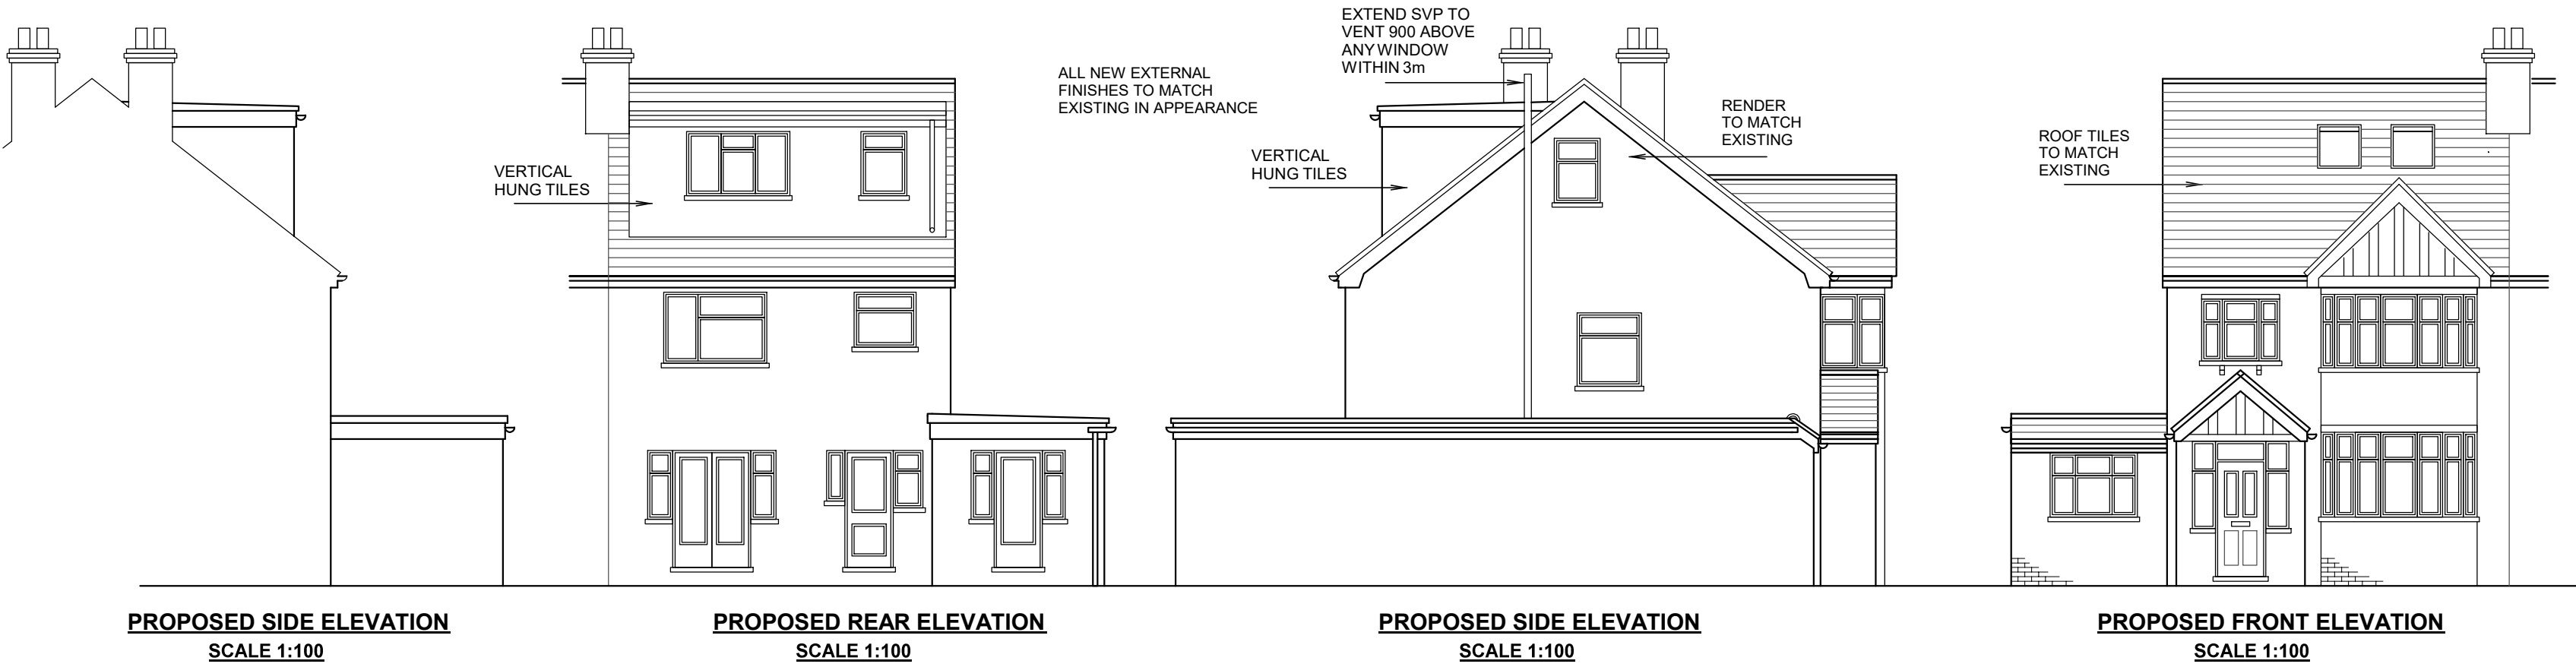 EXTEND SVP TO
VENT 900 ABOVE
ANY WINDOW
WITHIN 3m
ALL NEW EXTERNAL
FINISHES TO MATCH
EXISTING IN APPEARANCE
VERTICAL
HUNG TILES
VERTICAL
HUNG TILES
RENDER
TO MATCH
EXISTING
ROOF TILES
TO MATCH
EXISTING
PROPOSED SIDE ELEVATION
SCALE 1:100
PROPOSED REAR ELEVATION
SCALE 1:100
PROPOSED SIDE ELEVATION
SCALE 1:100
PROPOSED FRONT ELEVATION
SCALE 1:100